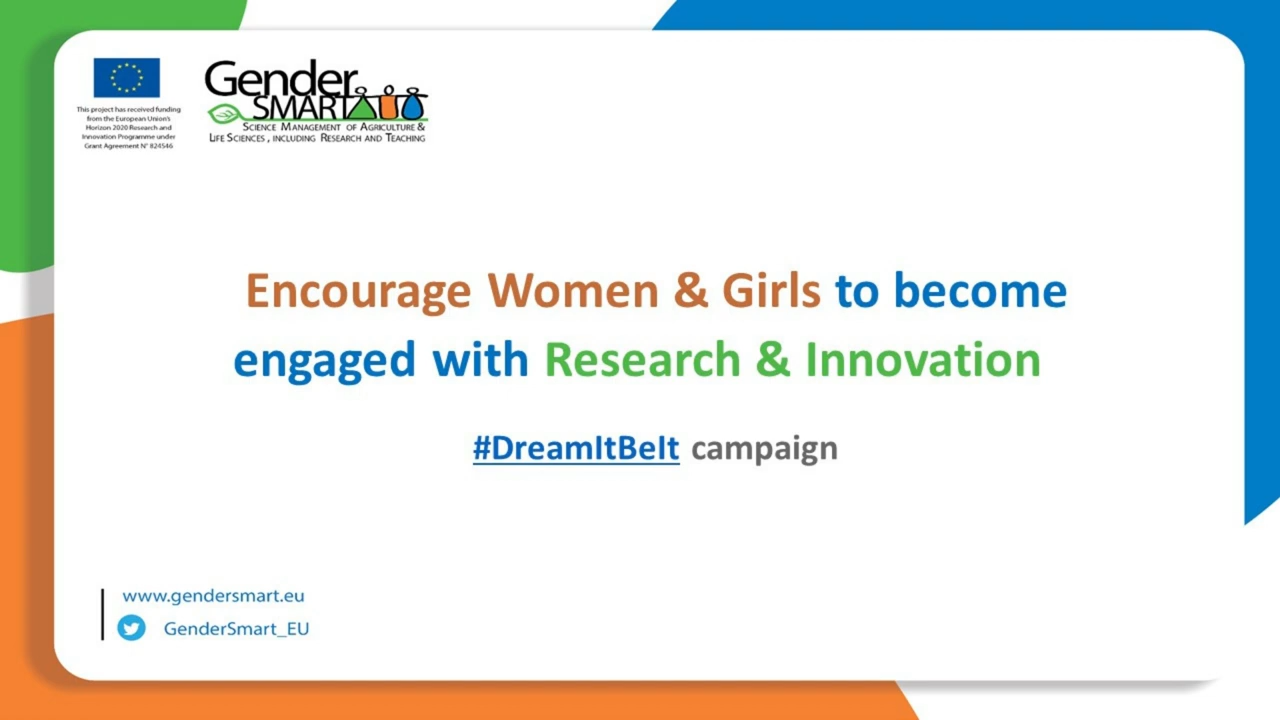 This project has received funding
from the European Union's
Horizon 2020 Research and
Innovation Programme under
Grant Agreement N° 824546
Gender
SMART
SCIENCE MANAGEMENT OF AGRICULTURE &
LIFE SCIENCES, INCLUDING RESEARCH AND TEACHING
Encourage Women & Girls to become
engaged with Research & Innovation
#DreamItBeIt campaign
www.gendersmart.eu
GenderSmart_EU